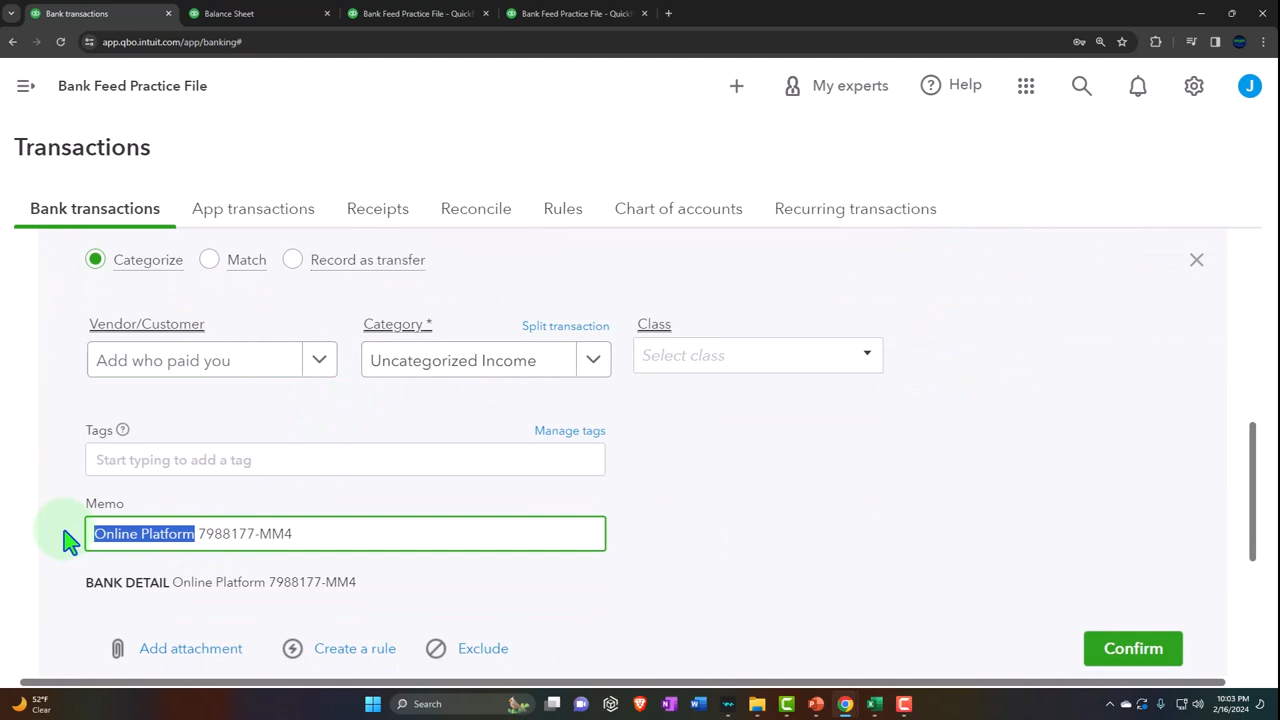 Bank transactions
Balance Sheet
Bank Feed Practice File - Quick
Bank Feed Practice File - Quick
app.qbo.intuit.com/app/banking#
Bank Feed Practice File
My experts
Help
J
Transactions
Bank transactions
App transactions
Receipts
Reconcile
Rules
Chart of accounts
Recurring transactions
Categorize
Match
Record as transfer
Vendor/Customer
Category *
Split transaction
Class
Add who paid you
Uncategorized Income
Select class
Tags
Manage tags
Start typing to add a tag
Memo
Online Platform 7988177-MM4
BANK DETAIL Online Platform 7988177-MM4
Add attachment
Create a rule
Exclude
Confirm
52°F
Clear
Search
10:03 PM
2/16/2024